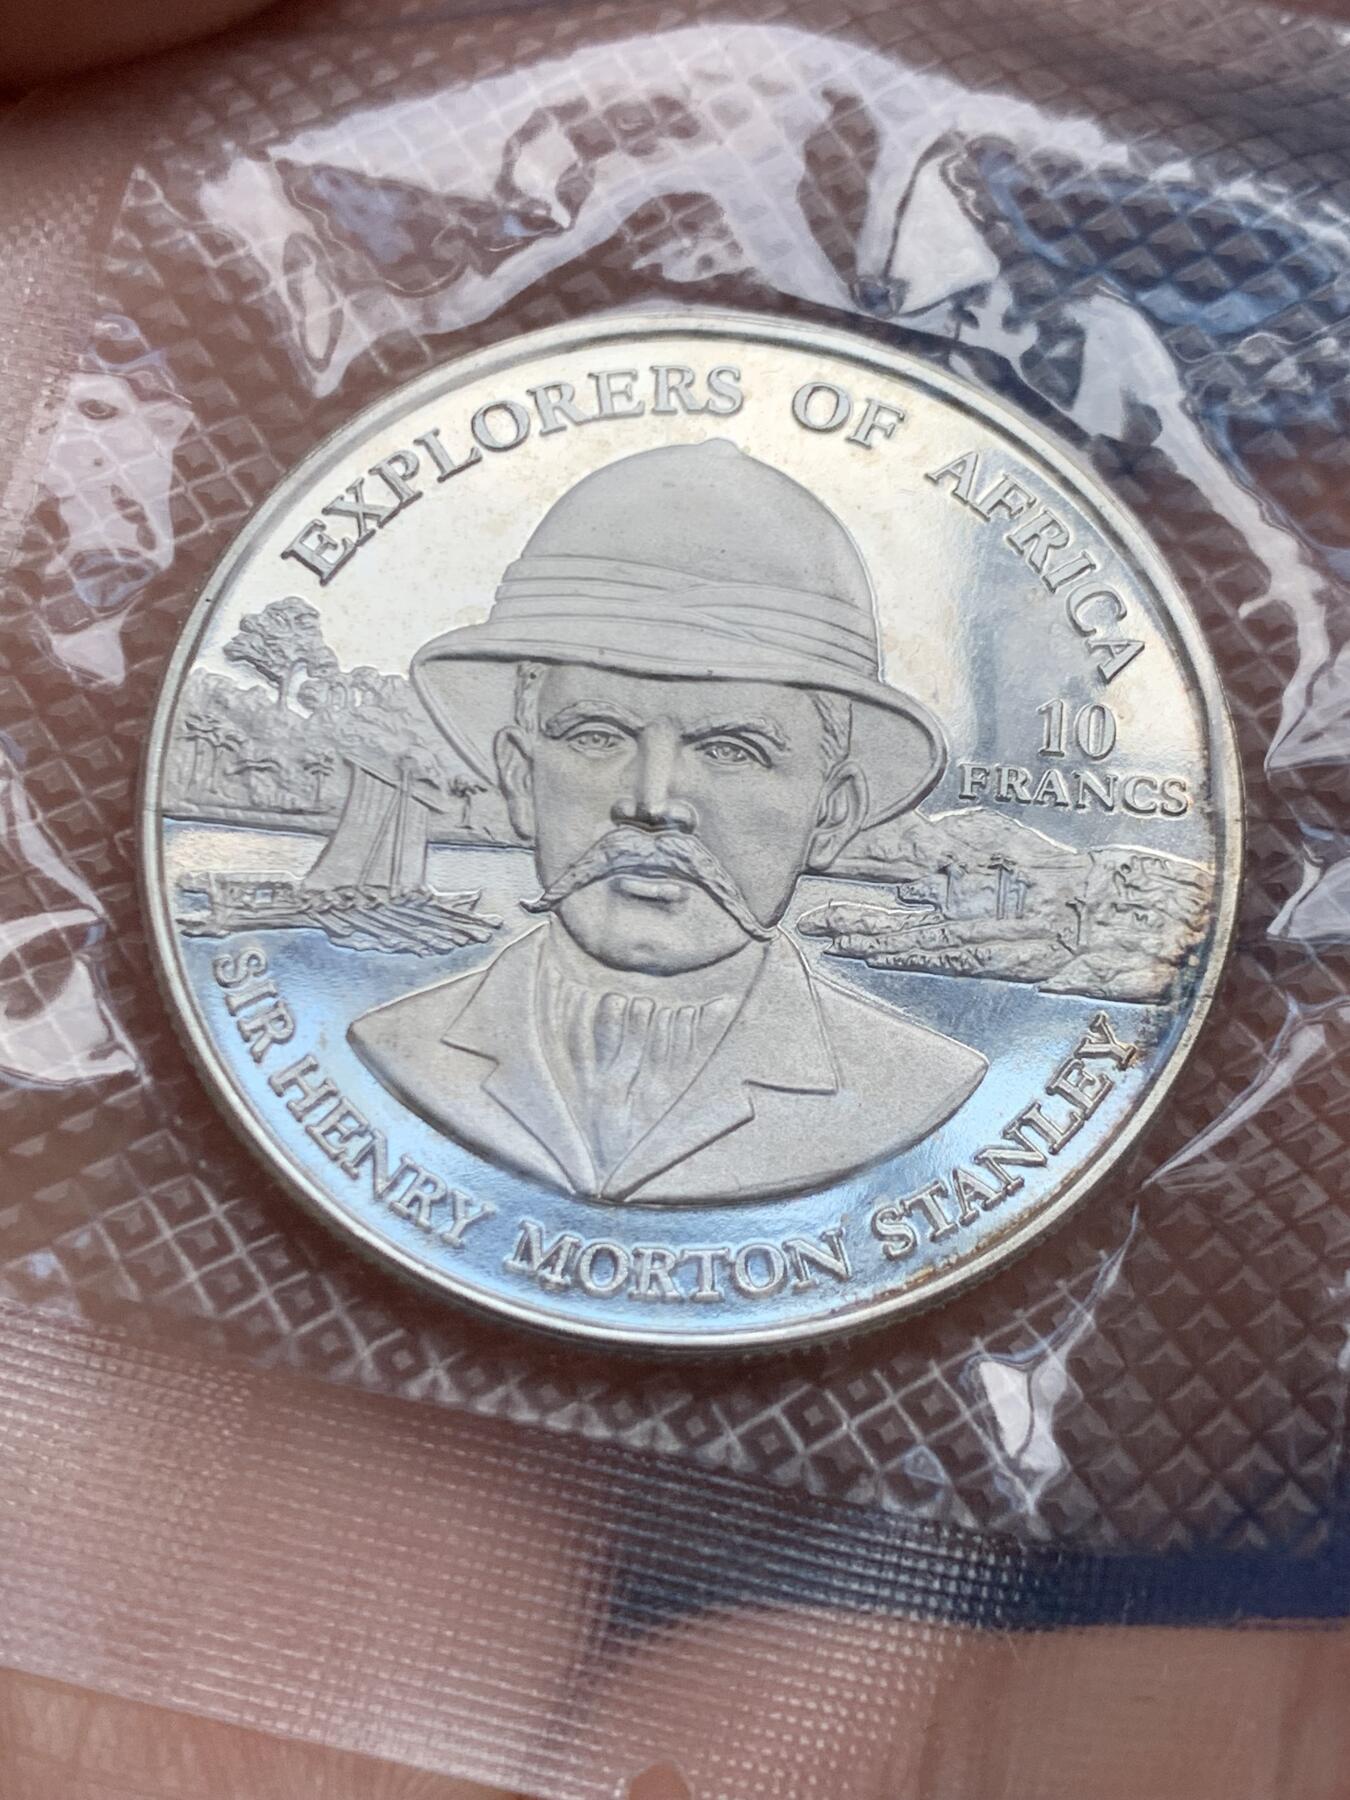 EXPLORERS OF AFRICA
10
FRANCS
SIR HENRY MORTON STANLEY